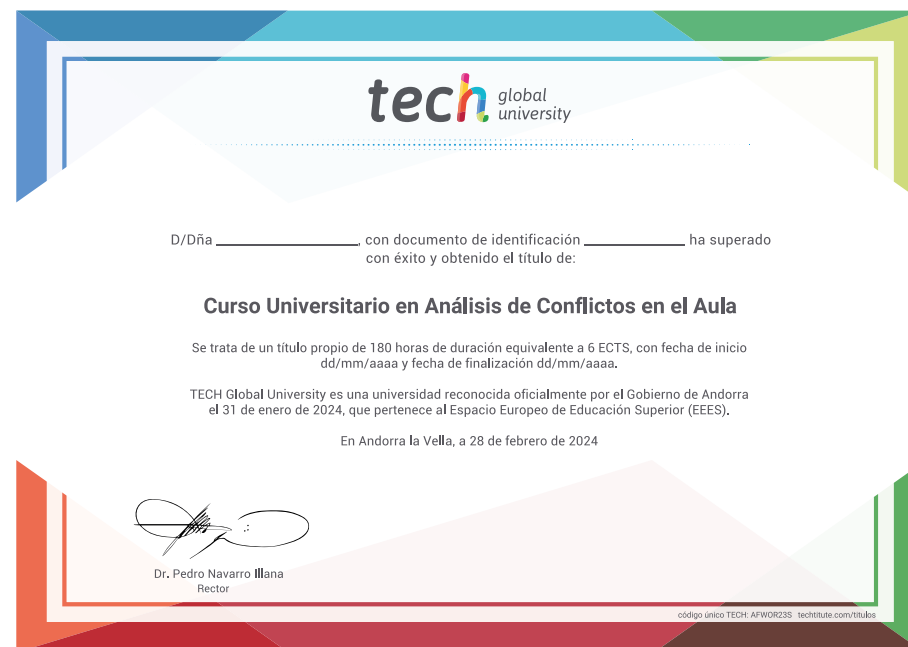 tech global university
D/Dña ______________, con documento de identificación __________ ha superado
con éxito y obtenido el título de:
Curso Universitario en Análisis de Conflictos en el Aula
Se trata de un título propio de 180 horas de duración equivalente a 6 ECTS, con fecha de inicio
dd/mm/aaaa y fecha de finalización dd/mm/aaaa.
TECH Global University es una universidad reconocida oficialmente por el Gobierno de Andorra
el 31 de enero de 2024, que pertenece al Espacio Europeo de Educación Superior (EEES).
En Andorra la Vella, a 28 de febrero de 2024
Dr. Pedro Navarro Illana
Rector
código único TECH: AFWOR23S techtitute.com/titulos